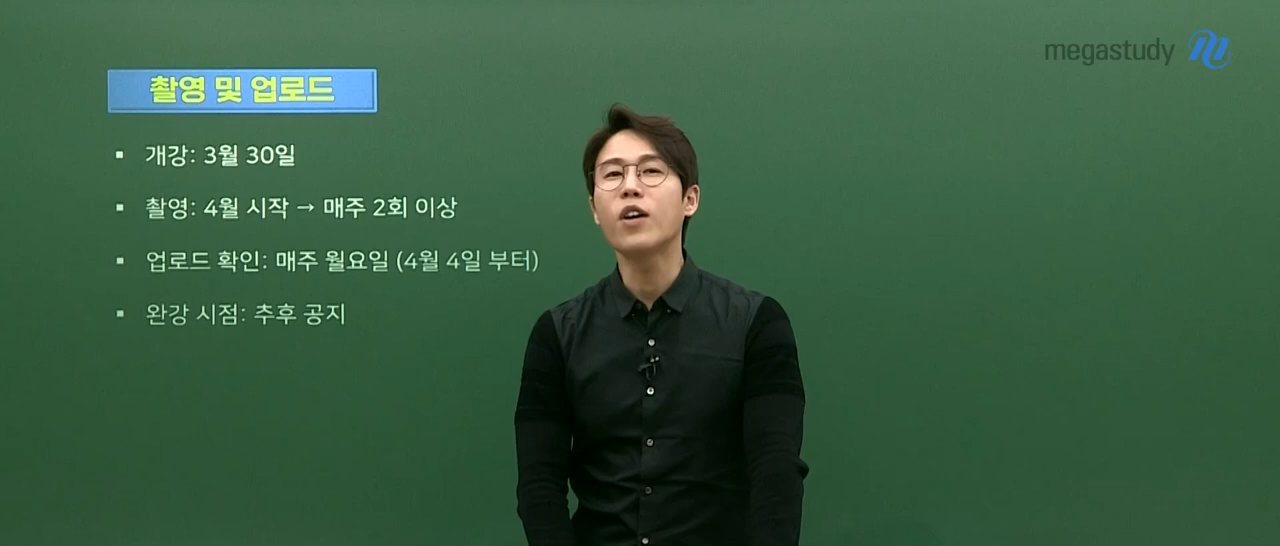 megastudy
촬영 및 업로드
▪ 개강: 3월 30일
▪ 촬영: 4월 시작 → 매주 2회 이상
▪ 업로드 확인: 매주 월요일 (4월 4일 부터)
▪ 완강 시점: 추후 공지